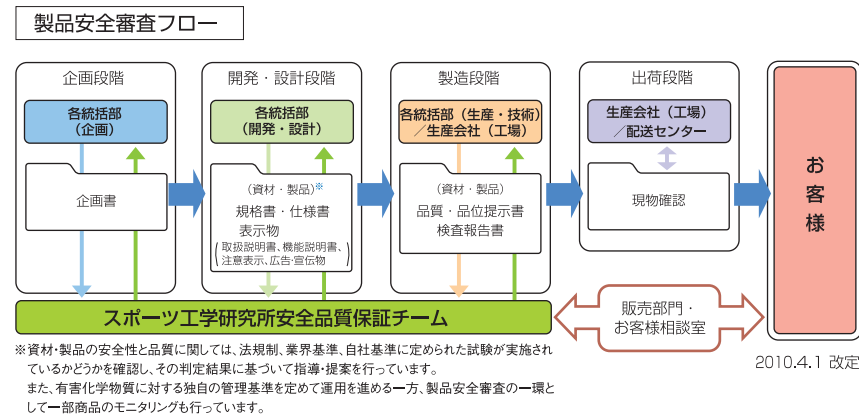 製品安全審査フロー
企画段階
各統括部
(企画)
企画書
開発・設計段階
各統括部
(開発・設計)
(資材・製品)※
規格書・仕様書
表示物
(取扱説明書、機能説明書、
注意表示、広告・宣伝物)
製造段階
各統括部(生産・技術)
/生産会社(工場)
(資材・製品)
品質・品位提示書
検査報告書
出荷段階
生産会社(工場)
/配送センター
現物確認
お客様
スポーツ工学研究所安全品質保証チーム
販売部門・
お客様相談室
※資材・製品の安全性と品質に関しては、法規制、業界基準、自社基準に定められた試験が実施され
ているかどうかを確認し、その判定結果に基づいて指導・提案を行っています。
また、有害化学物質に対する独自の管理基準を定めて運用を進める一方、製品安全審査の一環と
して一部商品のモニタリングも行っています。
2010.4.1 改定